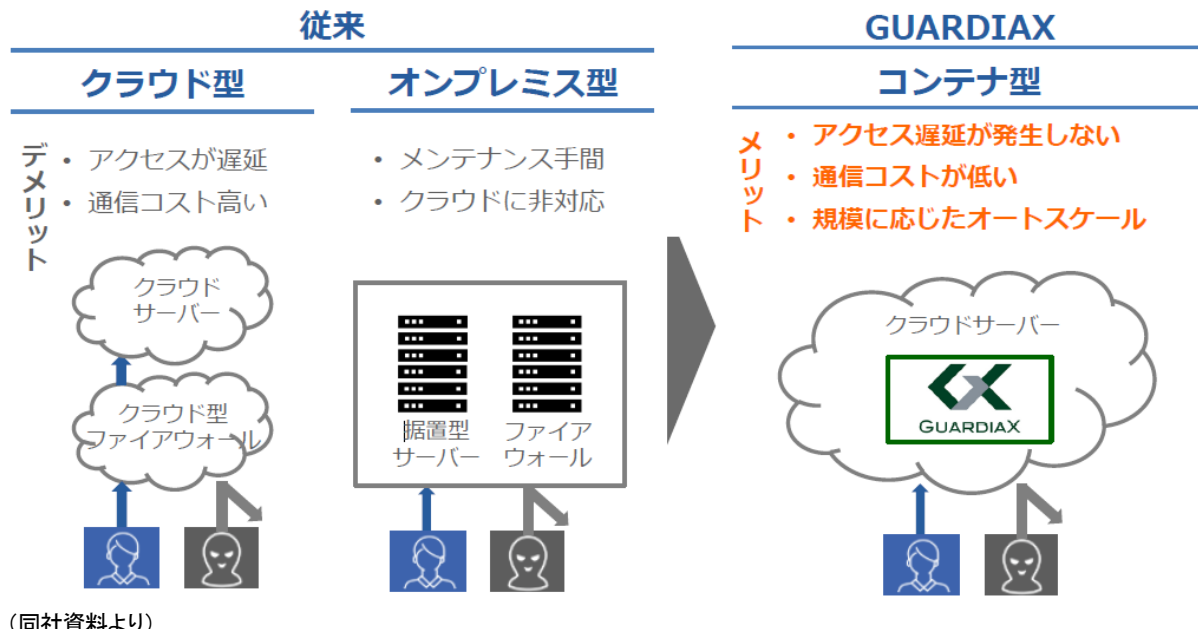 従来
クラウド型
オンプレミス型
デメリット
・ アクセスが遅延
・ 通信コスト高い
・ メンテナンス手間
・ クラウドに非対応
クラウド
サーバー
クラウド型
ファイアウォール
据置型
サーバー
ファイア
ウォール
GUARDIAX
コンテナ型
メリット
・ アクセス遅延が発生しない
・ 通信コストが低い
・ 規模に応じたオートスケール
クラウドサーバー
GUARDIAX
（同社資料より）